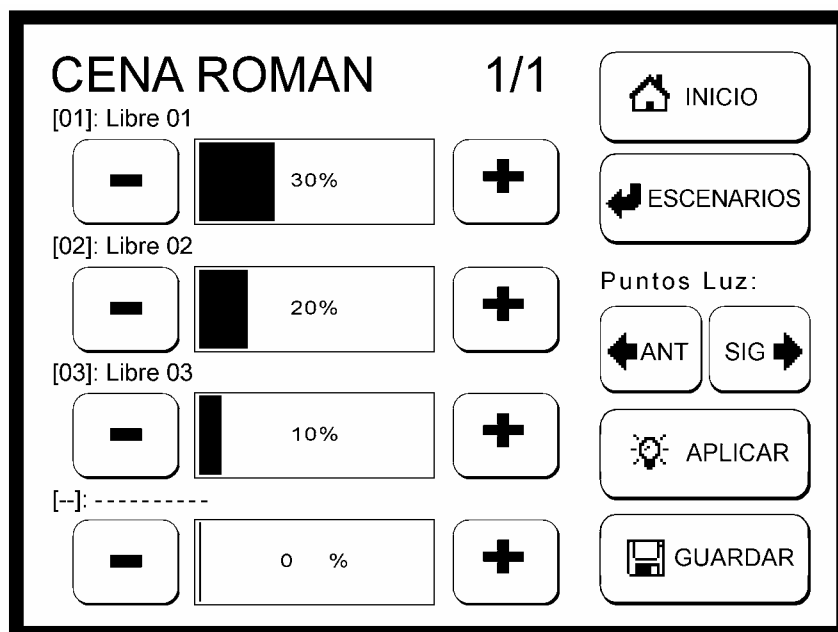 CENA ROMAN 1/1
[01]: Libre 01
- 30% +
[02]: Libre 02
- 20% +
[03]: Libre 03
- 10% +
[--]: ----------
- 0 % +
INICIO
ESCENARIOS
Puntos Luz:
ANT SIG
APLICAR
GUARDAR